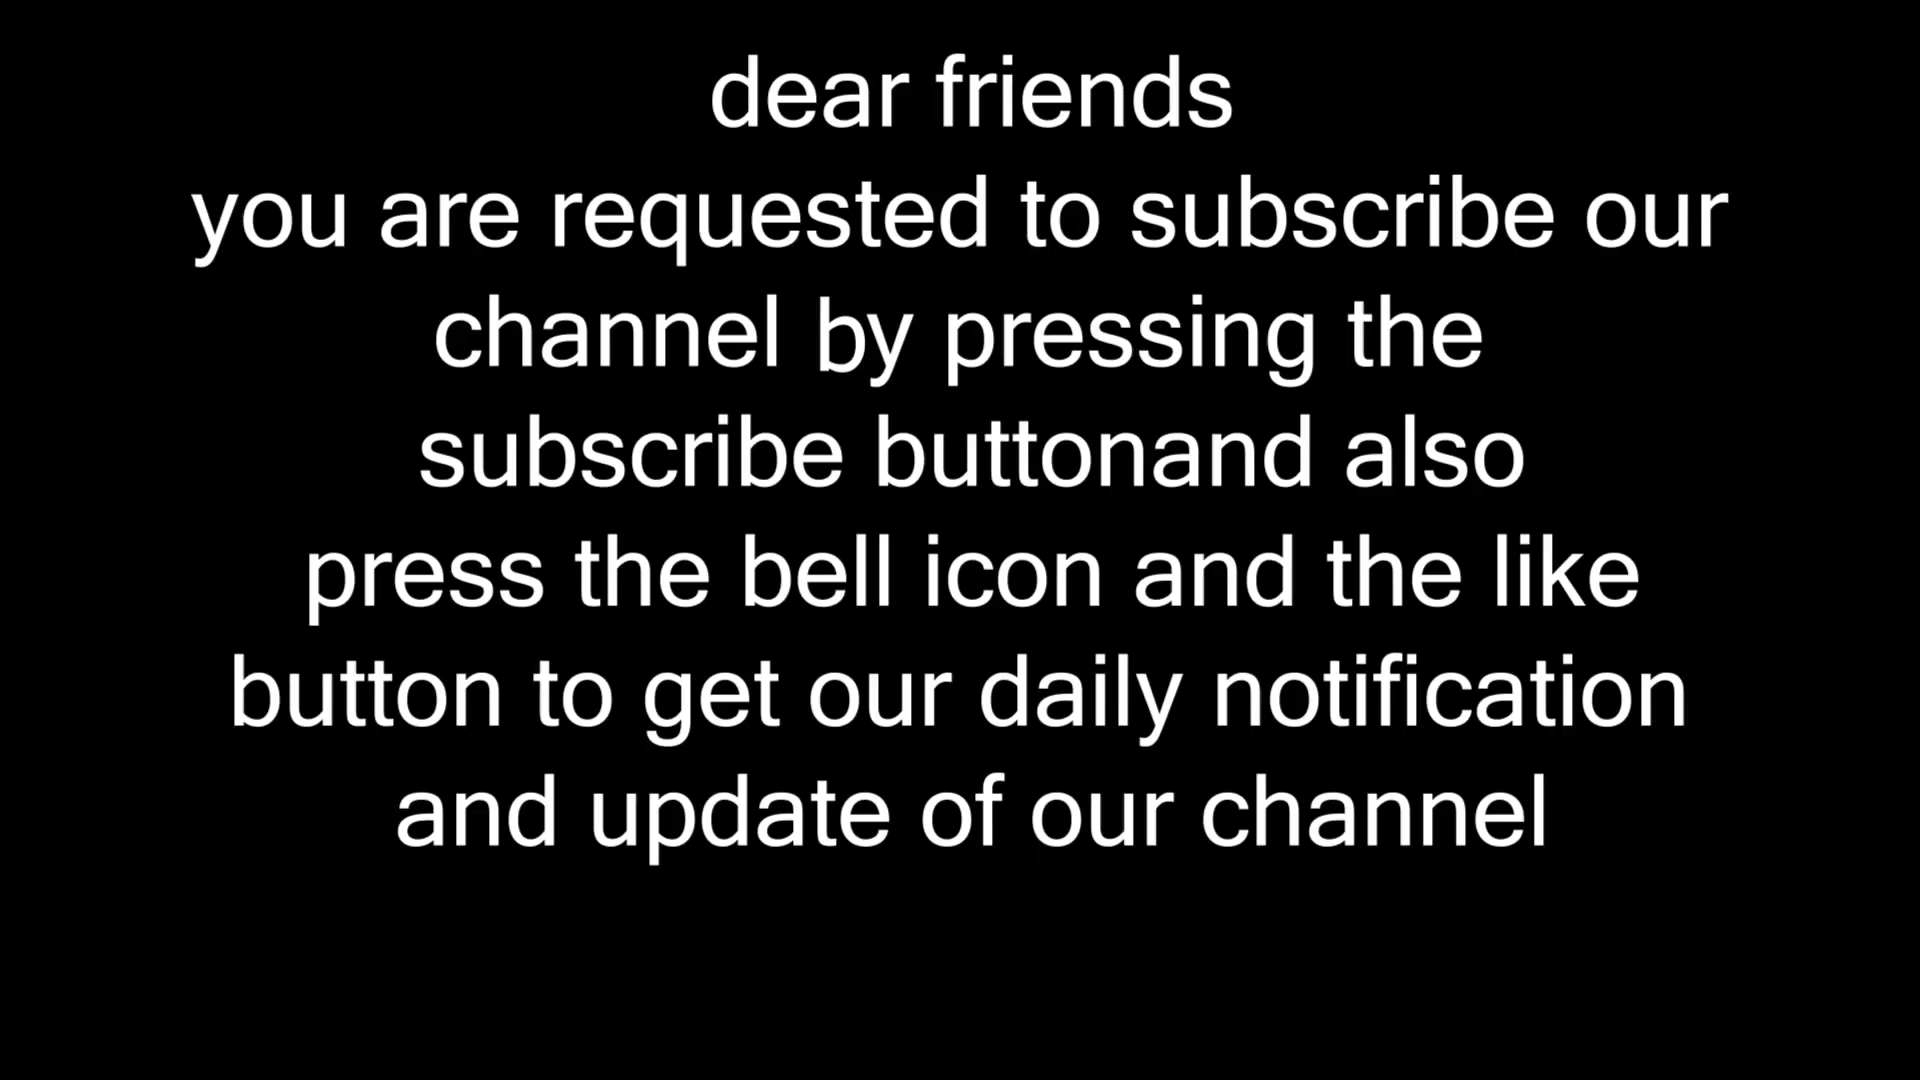 dear friends
you are requested to subscribe our
channel by pressing the
subscribe buttonand also
press the bell icon and the like
button to get our daily notification
and update of our channel